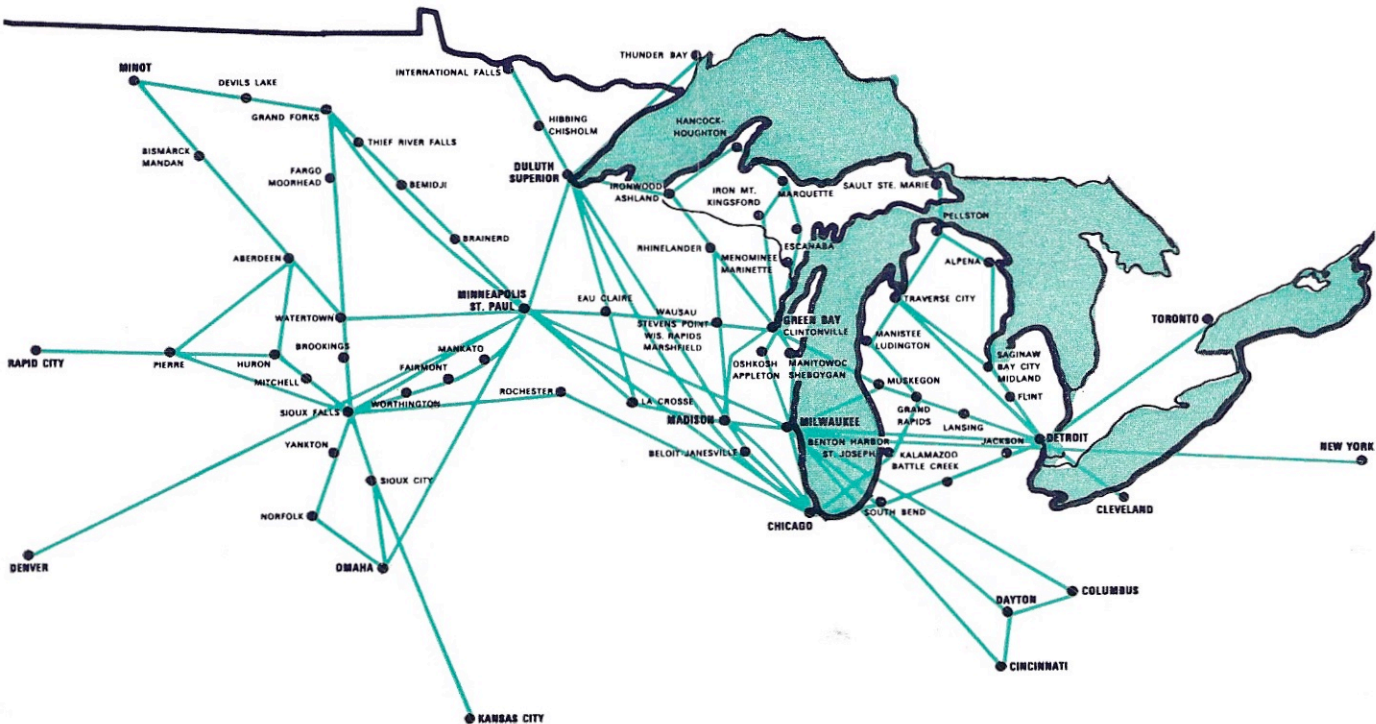 THUNDER BAY
MINOT
INTERNATIONAL FALLS
DEVILS LAKE
GRAND FORKS
HIBBING
CHISHOLM
HANCOCK-
HOUGHTON
THIEF RIVER FALLS
BISMARCK
MANDAN
FARGO
MOORHEAD
DULUTH
SUPERIOR
BEMIDJI
IRONWOOD
ASHLAND
IRON MT.
KINGSFORD
MARQUETTE
SAULT STE. MARIE
PELLSTON
BRAINERD
RHINELANDER
ESCANABA
ABERDEEN
MENOMINEE
MARINETTE
ALPENA
MINNEAPOLIS
ST. PAUL
EAU CLAIRE
TRAVERSE CITY
WATERTOWN
WAUSAU
STEVENS POINT
WIS. RAPIDS
MARSHFIELD
GREEN BAY
CLINTONVILLE
TORONTO
RAPID CITY
PIERRE
HURON
BROOKINGS
MANKATO
MANISTEE
LUDINGTON
OSHKOSH
APPLETON
MANITOWOC
SHEBOYGAN
SAGINAW
BAY CITY
MIDLAND
MITCHELL
FAIRMONT
MUSKEGON
WORTHINGTON
ROCHESTER
LA CROSSE
GRAND
RAPIDS
FLINT
SIOUX FALLS
MADISON
MILWAUKEE
LANSING
DETROIT
YANKTON
BELOIT-JANESVILLE
BENTON HARBOR
ST. JOSEPH
KALAMAZOO
BATTLE CREEK
JACKSON
NEW YORK
SIOUX CITY
NORFOLK
CHICAGO
SOUTH BEND
CLEVELAND
DENVER
OMAHA
DAYTON
COLUMBUS
CINCINNATI
KANSAS CITY